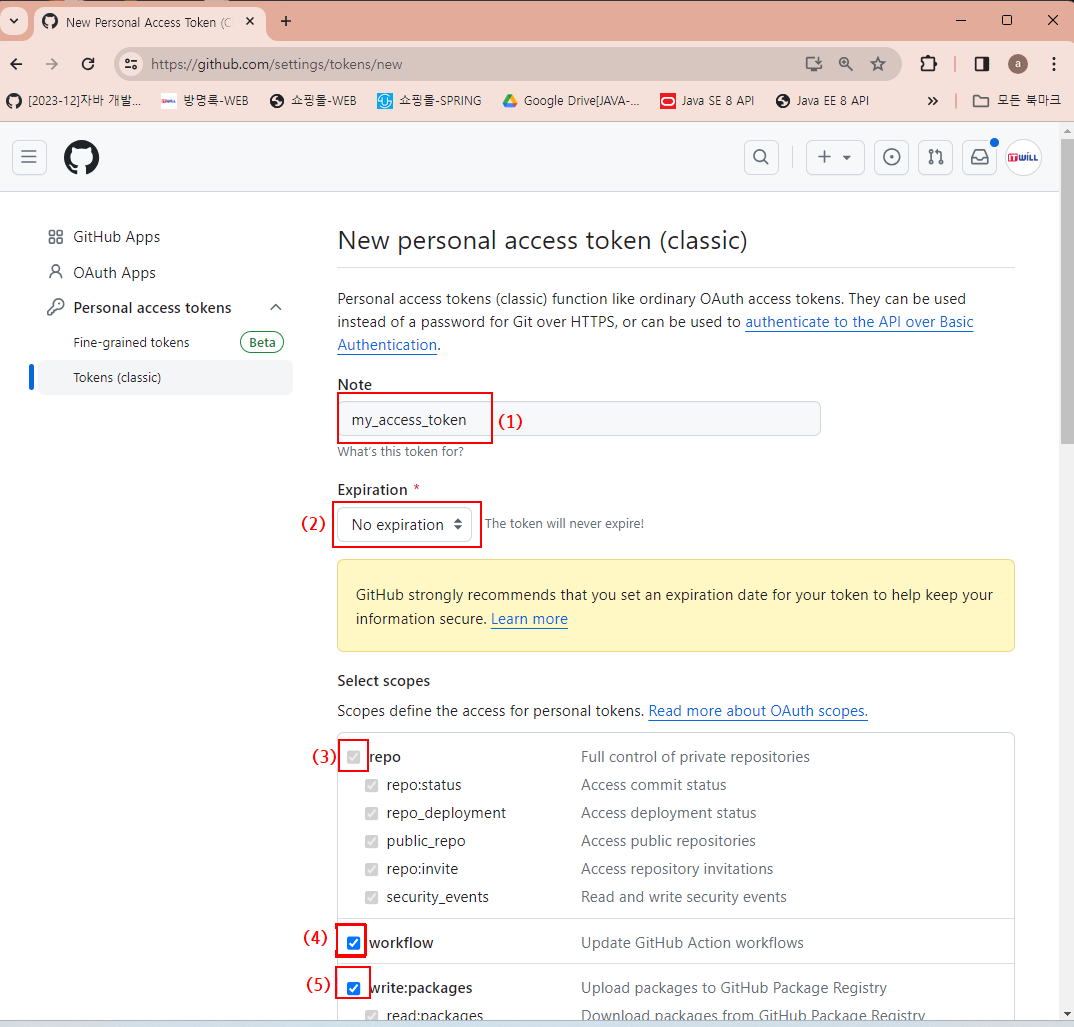 New Personal Access Token (C
https://github.com/settings/tokens/new
a
[2023-12]자바 개발...
방명록-WEB
쇼핑몰-WEB
쇼핑몰-SPRING
Google Drive[JAVA-...
Java SE 8 API
Java EE 8 API
모든 북마크
ITWILL
GitHub Apps
OAuth Apps
Personal access tokens
Fine-grained tokens Beta
Tokens (classic)
New personal access token (classic)
Personal access tokens (classic) function like ordinary OAuth access tokens. They can be used
instead of a password for Git over HTTPS, or can be used to authenticate to the API over Basic
Authentication.
Note
my_access_token (1)
What's this token for?
Expiration *
(2) No expiration The token will never expire!
GitHub strongly recommends that you set an expiration date for your token to help keep your
information secure. Learn more
Select scopes
Scopes define the access for personal tokens. Read more about OAuth scopes.
(3) repo Full control of private repositories
repo:status Access commit status
repo_deployment Access deployment status
public_repo Access public repositories
repo:invite Access repository invitations
security_events Read and write security events
(4) workflow Update GitHub Action workflows
(5) write:packages Upload packages to GitHub Package Registry
read:packages Download packages from GitHub Package Registry